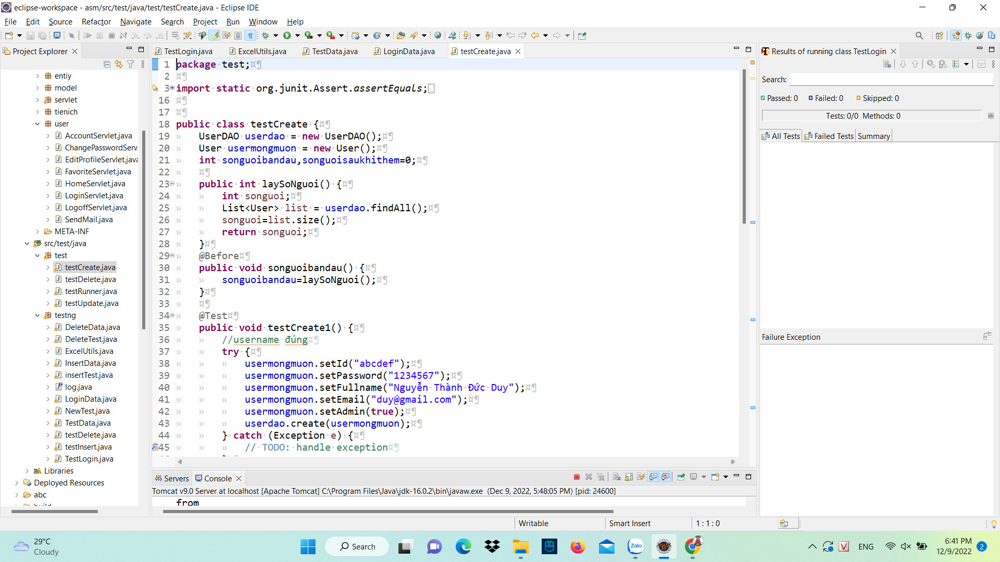 eclipse-workspace - asm/src/test/java/test/testCreate.java - Eclipse IDE
File Edit Source Refactor Navigate Search Project Run Window Help
Project Explorer
entiy
model
servlet
tienich
user
AccountServlet.java
ChangePasswordServ
EditProfileServlet.java
FavoriteServlet.java
HomeServlet.java
LoginServlet.java
LogoffServlet.java
SendMail.java
META-INF
src/test/java
test
testCreate.java
testDelete.java
testRunner.java
testUpdate.java
testng
DeleteData.java
DeleteTest.java
ExcelUtils.java
InsertData.java
insertTest.java
log.java
LoginData.java
NewTest.java
TestData.java
testDelete.java
testInsert.java
TestLogin.java
Libraries
Deployed Resources
abc
build
TestLogin.java ExcelUtils.java TestData.java LoginData.java testCreate.java
1 package test;¤¶
2 ¤¶
3 import static org.junit.Assert.assertEquals;
16 ¤¶
17 ¤¶
18 public class testCreate {¤¶
19 » UserDAO userdao = new UserDAO();¤¶
20 » User usermongmuon = new User();¤¶
21 » int songuoibandau,songuoisaukhithem=0;¤¶
22 » ¤¶
23 » public int laySoNguoi() {¤¶
24 » » int songuoi;¤¶
25 » » List<User> list = userdao.findAll();¤¶
26 » » songuoi=list.size();¤¶
27 » » return songuoi;¤¶
28 » }¤¶
29 » @Before¤¶
30 » public void songuoibandau() {¤¶
31 » » songuoibandau=laySoNguoi();¤¶
32 » }¤¶
33 » ¤¶
34 » @Test¤¶
35 » public void testCreate1() {¤¶
36 » » //username đúng¤¶
37 » » try {¤¶
38 » » » usermongmuon.setId("abcdef");¤¶
39 » » » usermongmuon.setPassword("1234567");¤¶
40 » » » usermongmuon.setFullname("Nguyễn Thành Đức Duy");¤¶
41 » » » usermongmuon.setEmail("duy@gmail.com");¤¶
42 » » » usermongmuon.setAdmin(true);¤¶
43 » » » userdao.create(usermongmuon);¤¶
44 » » } catch (Exception e) {¤¶
45 » » » // TODO: handle exception¤¶
Servers Console
Tomcat v9.0 Server at localhost [Apache Tomcat] C:\Program Files\Java\jdk-16.0.2\bin\javaw.exe (Dec 9, 2022, 5:48:05 PM) [pid: 24600]
from
Results of running class TestLogin
Search:
Passed: 0 Failed: 0 Skipped: 0
Tests: 0/0 Methods: 0
All Tests Failed Tests Summary
Failure Exception
Writable Smart Insert 1 : 1 : 0
29°C
Cloudy
Search
Zalo
ENG
6:41 PM
12/9/2022
2